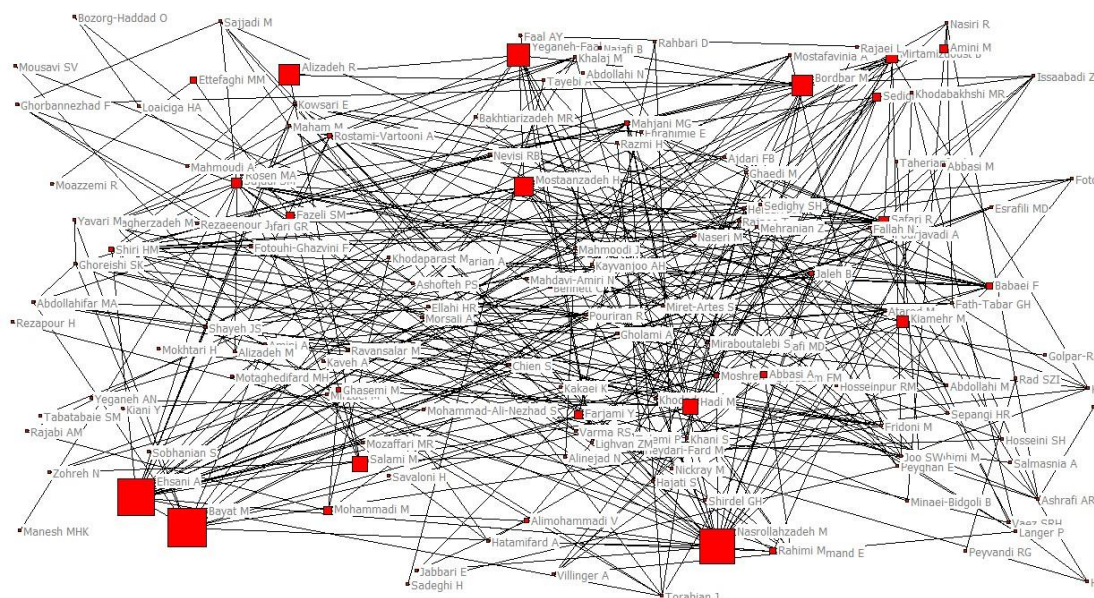 Bozorg-Haddad O
Sajjadi M
Nasiri R
Faal AY
Rahbari D
Rajaei L
Amini M
Mostafavinia A
Khalaj M
Mousavi SV
Ettefaghi MM
Alizadeh R
Abdollahi N
Tayebi A
Bordbar M
Issaabadi Z
Khodabakhshi MR
Ghorbannezhad F
Loaiciga HA
Kowsari E
Bakhtiarizadeh MR
Mahjani MG
Maham M
Rostami-Vartooni A
Razmi H
Nevisi RB
Ajdari FB
Ghaedi M
Taherian
Abbasi M
Mahmoudi A
Rosen MA
Moazzemi R
Mostaanzadeh H
Sedighy SH
Esrafili MD
Yavari
Fazeli SM
Rezaeenour
Safari R
Mehranian Z
Fallah N
Naseri M
Shiri HM
Fotouhi-Ghazvini F
Mahmoodi J
Ghoreishi SK
Khodaparast
Kayvanjoo AH
Jaleh B
Mahdavi-Amiri N
Ashofteh PS
Babaei F
Abdollahifar MA
Ellahi HR
Miret-Artes S
Fath-Tabar GH
Morsali A
Pouriran R
Kiamehr M
Rezapour H
Shayeh JS
Gholami A
Miraboutalebi S
Mokhtari H
Alizadeh M
Ravansalar M
Kaveh A
Chien S
Golpar-R
Motaghedifard MH
Abbasi A
Rad SZI
Ghasemi M
Kakaei K
Hosseinpur RM
Abdollahi M
Yeganeh AN
Kiani Y
Mohammad-Ali-Nezhad S
Hadi M
Tabatabaie SM
Farjami Y
Sepangi HR
Rajabi AM
Varma RS
Fridoni M
Mozaffari MR
Khani S
Hosseini SH
Sobhanian S
Lighvan ZM
Salami M
Alinejad N
Joo SW
Salmasnia A
Zohreh N
Nickray M
Peyghan E
Savaloni H
Ehsani A
Hajati S
Shirdel GH
Minaei-Bidgoli B
Ashrafi AR
Bayat M
Mohammadi M
Alimohammadi V
Vaez SRH
Manesh MHK
Nasrollahzadeh M
Langer P
Hatamifard A
Rahimi M
Peyvandi RG
Jabbari E
Villinger A
Sadeghi H
Torabian J